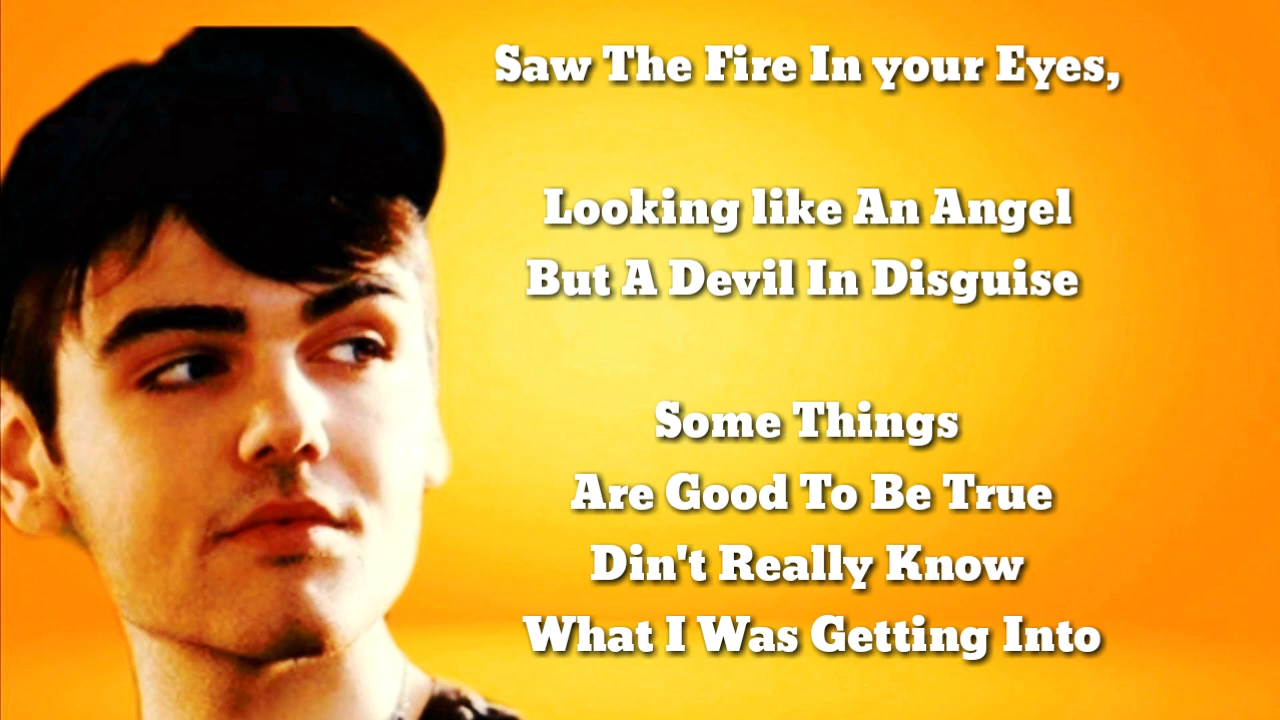 Saw The Fire In your Eyes,
Looking like An Angel
But A Devil In Disguise
Some Things
Are Good To Be True
Din't Really Know
What I Was Getting Into